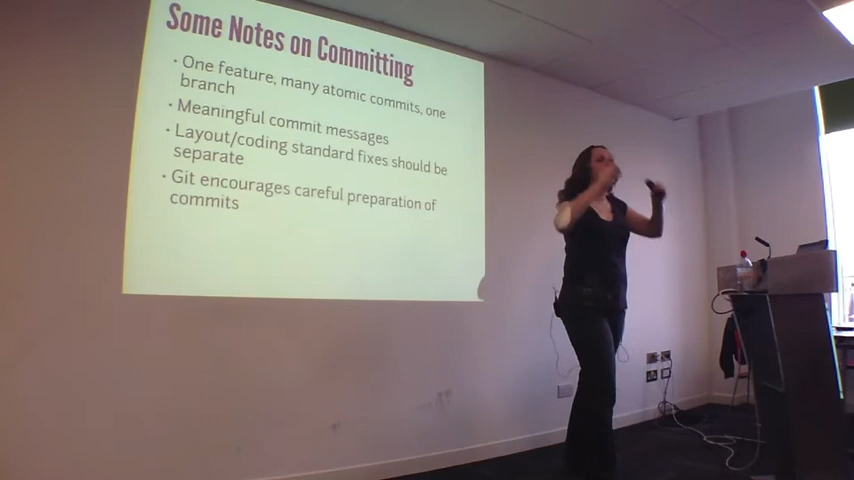 Some Notes on Committing
· One feature, many atomic commits, one
branch
· Meaningful commit messages
· Layout/coding standard fixes should be
separate
· Git encourages careful preparation of
commits